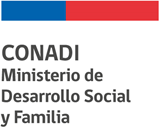 CONADI
Ministerio de
Desarrollo Social
y Familia